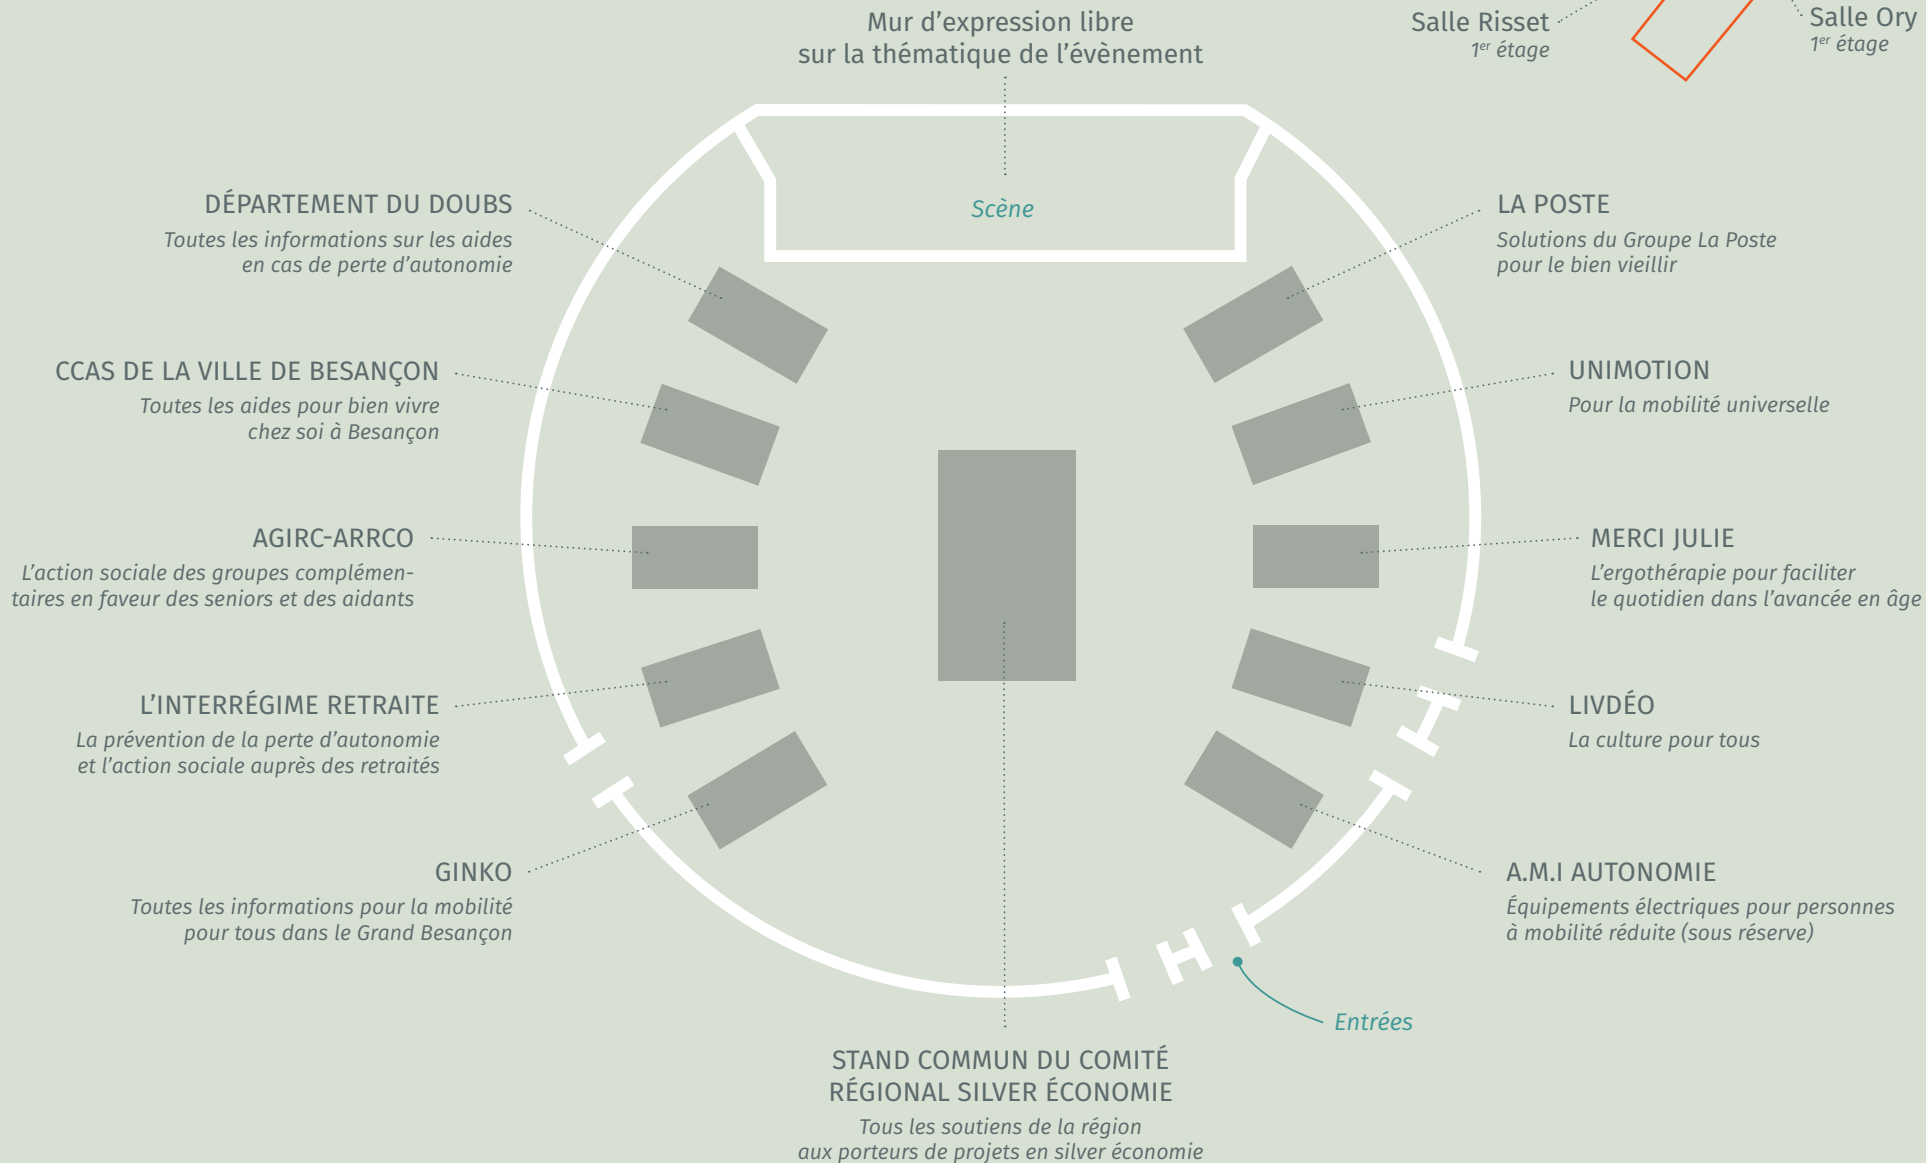 Mur d’expression libre
sur la thématique de l’évènement
Salle Risset
1er étage
Salle Ory
1er étage
Scène
DÉPARTEMENT DU DOUBS
Toutes les informations sur les aides
en cas de perte d’autonomie
CCAS DE LA VILLE DE BESANÇON
Toutes les aides pour bien vivre
chez soi à Besançon
AGIRC-ARRCO
L’action sociale des groupes complémen-
taires en faveur des seniors et des aidants
L’INTERRÉGIME RETRAITE
La prévention de la perte d’autonomie
et l’action sociale auprès des retraités
GINKO
Toutes les informations pour la mobilité
pour tous dans le Grand Besançon
LA POSTE
Solutions du Groupe La Poste
pour le bien vieillir
UNIMOTION
Pour la mobilité universelle
MERCI JULIE
L’ergothérapie pour faciliter
le quotidien dans l’avancée en âge
LIVDÉO
La culture pour tous
A.M.I AUTONOMIE
Équipements électriques pour personnes
à mobilité réduite (sous réserve)
Entrées
STAND COMMUN DU COMITÉ
RÉGIONAL SILVER ÉCONOMIE
Tous les soutiens de la région
aux porteurs de projets en silver économie